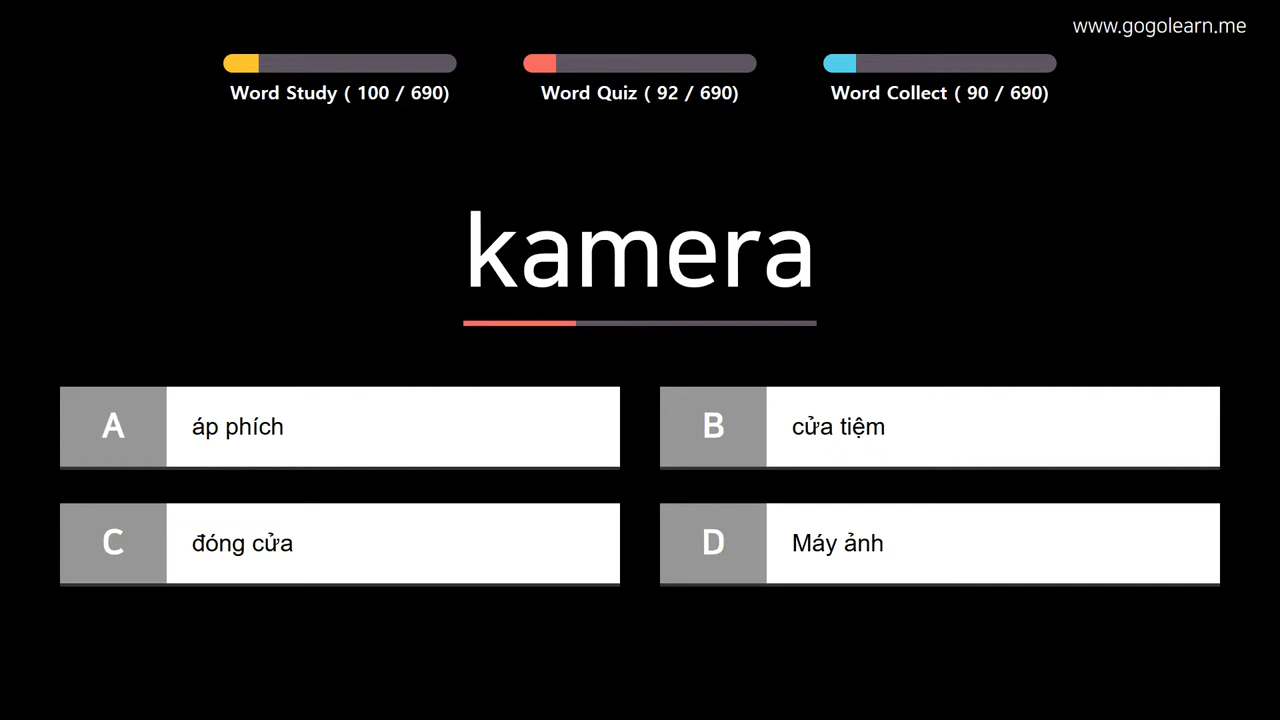 www.gogolearn.me
Word Study ( 100 / 690)
Word Quiz ( 92 / 690)
Word Collect ( 90 / 690)
kamera
A
áp phích
B
cửa tiệm
C
đóng cửa
D
Máy ảnh